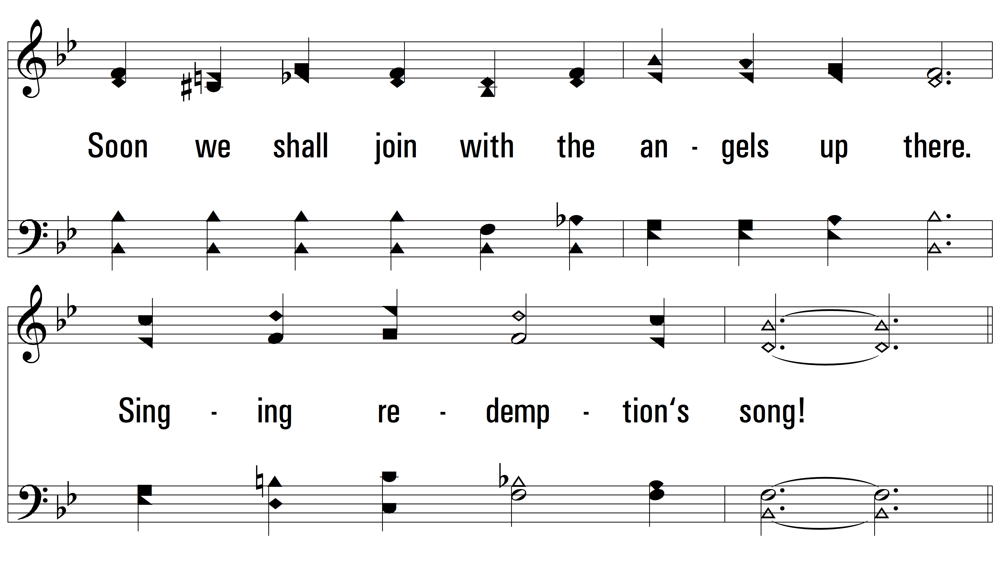 Soon we shall join with the an - gels up there.
Sing - ing re - demp - tion‘s song!